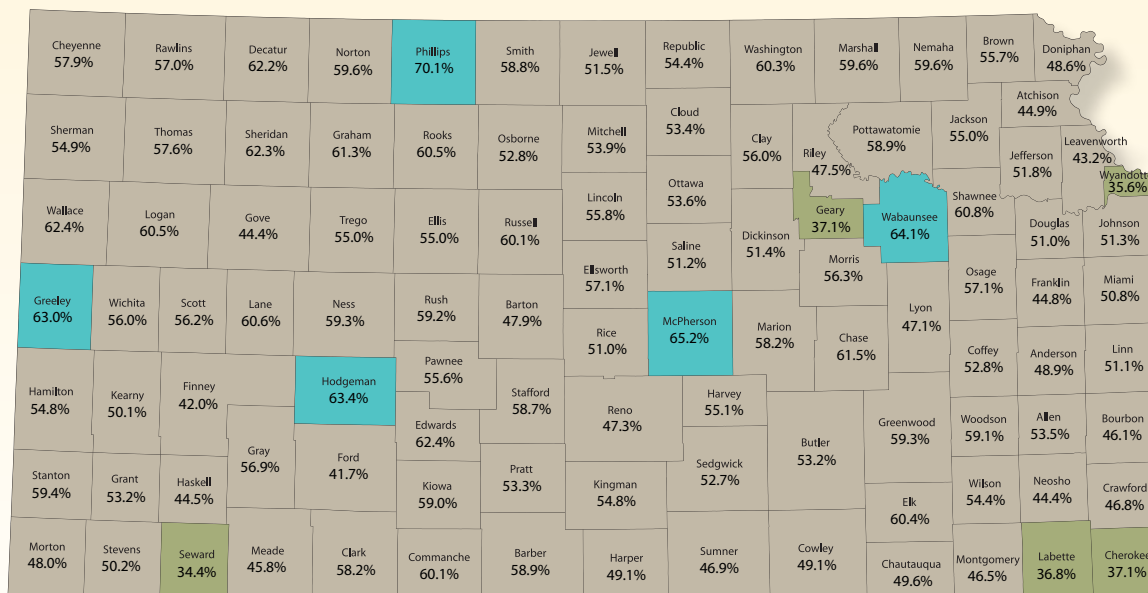 Cheyenne
57.9%
Rawlins
57.0%
Decatur
62.2%
Norton
59.6%
Phillips
70.1%
Smith
58.8%
Jewell
51.5%
Republic
54.4%
Washington
60.3%
Marshall
59.6%
Nemaha
59.6%
Brown
55.7%
Doniphan
48.6%
Atchison
44.9%
Sherman
54.9%
Thomas
57.6%
Sheridan
62.3%
Graham
61.3%
Rooks
60.5%
Osborne
52.8%
Mitchell
53.9%
Cloud
53.4%
Clay
56.0%
Riley
47.5%
Pottawatomie
58.9%
Jackson
55.0%
Jefferson
51.8%
Leavenworth
43.2%
Wyandott
35.6%
Wallace
62.4%
Logan
60.5%
Gove
44.4%
Trego
55.0%
Ellis
55.0%
Russell
60.1%
Lincoln
55.8%
Ottawa
53.6%
Saline
51.2%
Dickinson
51.4%
Geary
37.1%
Wabaunsee
64.1%
Shawnee
60.8%
Douglas
51.0%
Johnson
51.3%
Morris
56.3%
Ellsworth
57.1%
Greeley
63.0%
Wichita
56.0%
Scott
56.2%
Lane
60.6%
Ness
59.3%
Rush
59.2%
Barton
47.9%
Rice
51.0%
McPherson
65.2%
Marion
58.2%
Chase
61.5%
Lyon
47.1%
Osage
57.1%
Franklin
44.8%
Miami
50.8%
Coffey
52.8%
Anderson
48.9%
Linn
51.1%
Hamilton
54.8%
Kearny
50.1%
Finney
42.0%
Hodgeman
63.4%
Pawnee
55.6%
Stafford
58.7%
Reno
47.3%
Harvey
55.1%
Edwards
62.4%
Gray
56.9%
Ford
41.7%
Butler
53.2%
Greenwood
59.3%
Woodson
59.1%
Allen
53.5%
Bourbon
46.1%
Stanton
59.4%
Grant
53.2%
Haskell
44.5%
Kiowa
59.0%
Pratt
53.3%
Kingman
54.8%
Sedgwick
52.7%
Elk
60.4%
Wilson
54.4%
Neosho
44.4%
Crawford
46.8%
Morton
48.0%
Stevens
50.2%
Seward
34.4%
Meade
45.8%
Clark
58.2%
Commanche
60.1%
Barber
58.9%
Harper
49.1%
Sumner
46.9%
Cowley
49.1%
Chautauqua
49.6%
Montgomery
46.5%
Labette
36.8%
Cherokee
37.1%